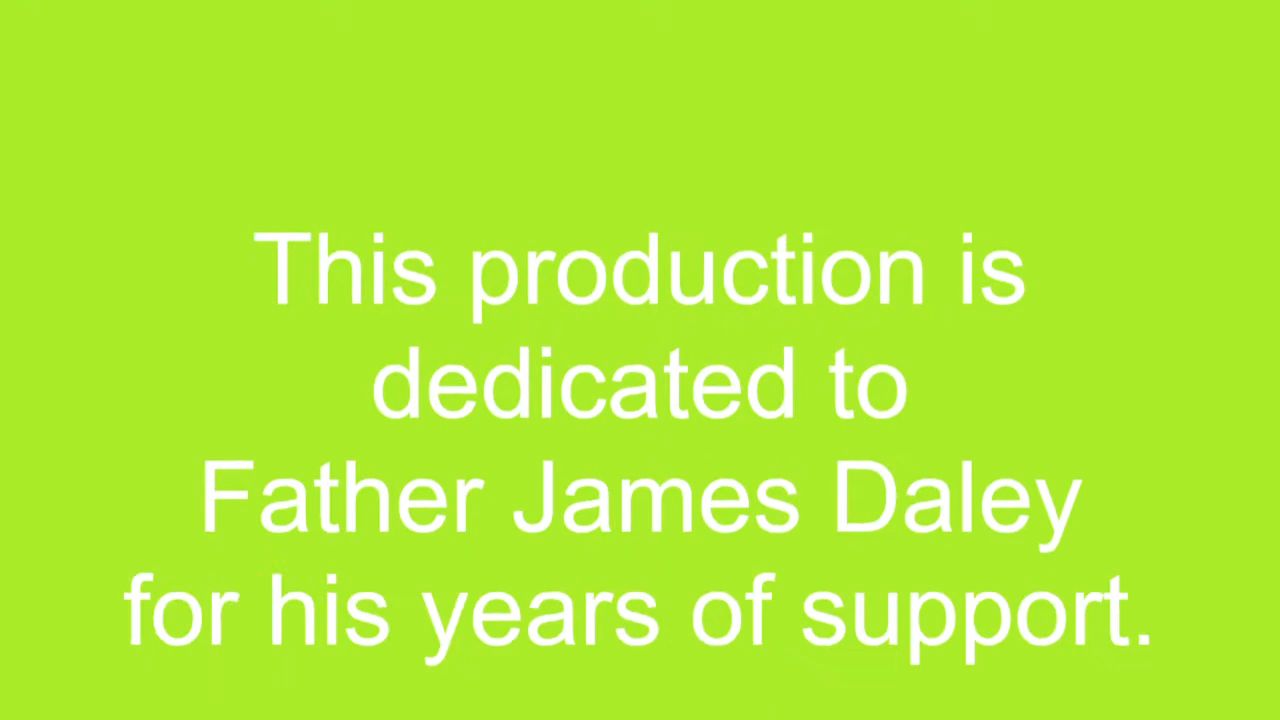 This production is
dedicated to
Father James Daley
for his years of support.